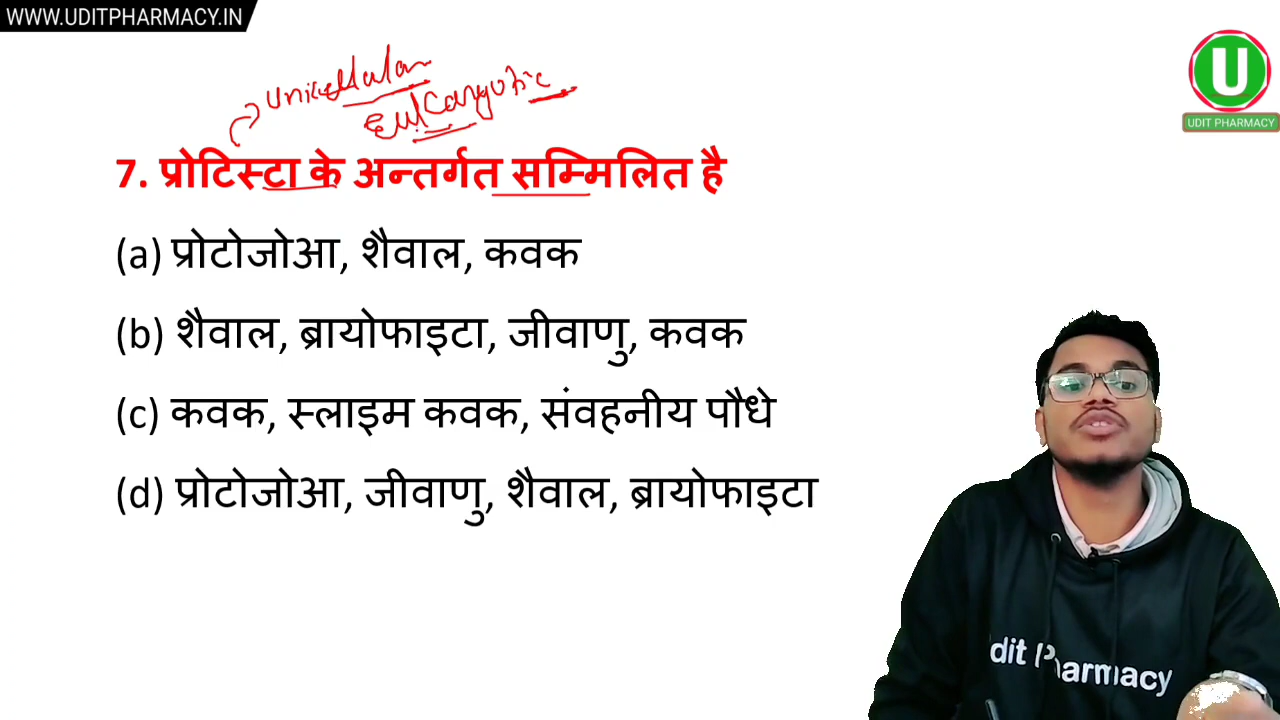 WWW.UDITPHARMACY.IN
U
UDIT PHARMACY
Unicellular
Eukaryotic
7. प्रोटिस्टा के अन्तर्गत सम्मिलित है
(a) प्रोटोजोआ, शैवाल, कवक
(b) शैवाल, ब्रायोफाइटा, जीवाणु, कवक
(c) कवक, स्लाइम कवक, संवहनीय पौधे
(d) प्रोटोजोआ, जीवाणु, शैवाल, ब्रायोफाइटा
dit Pharmacy